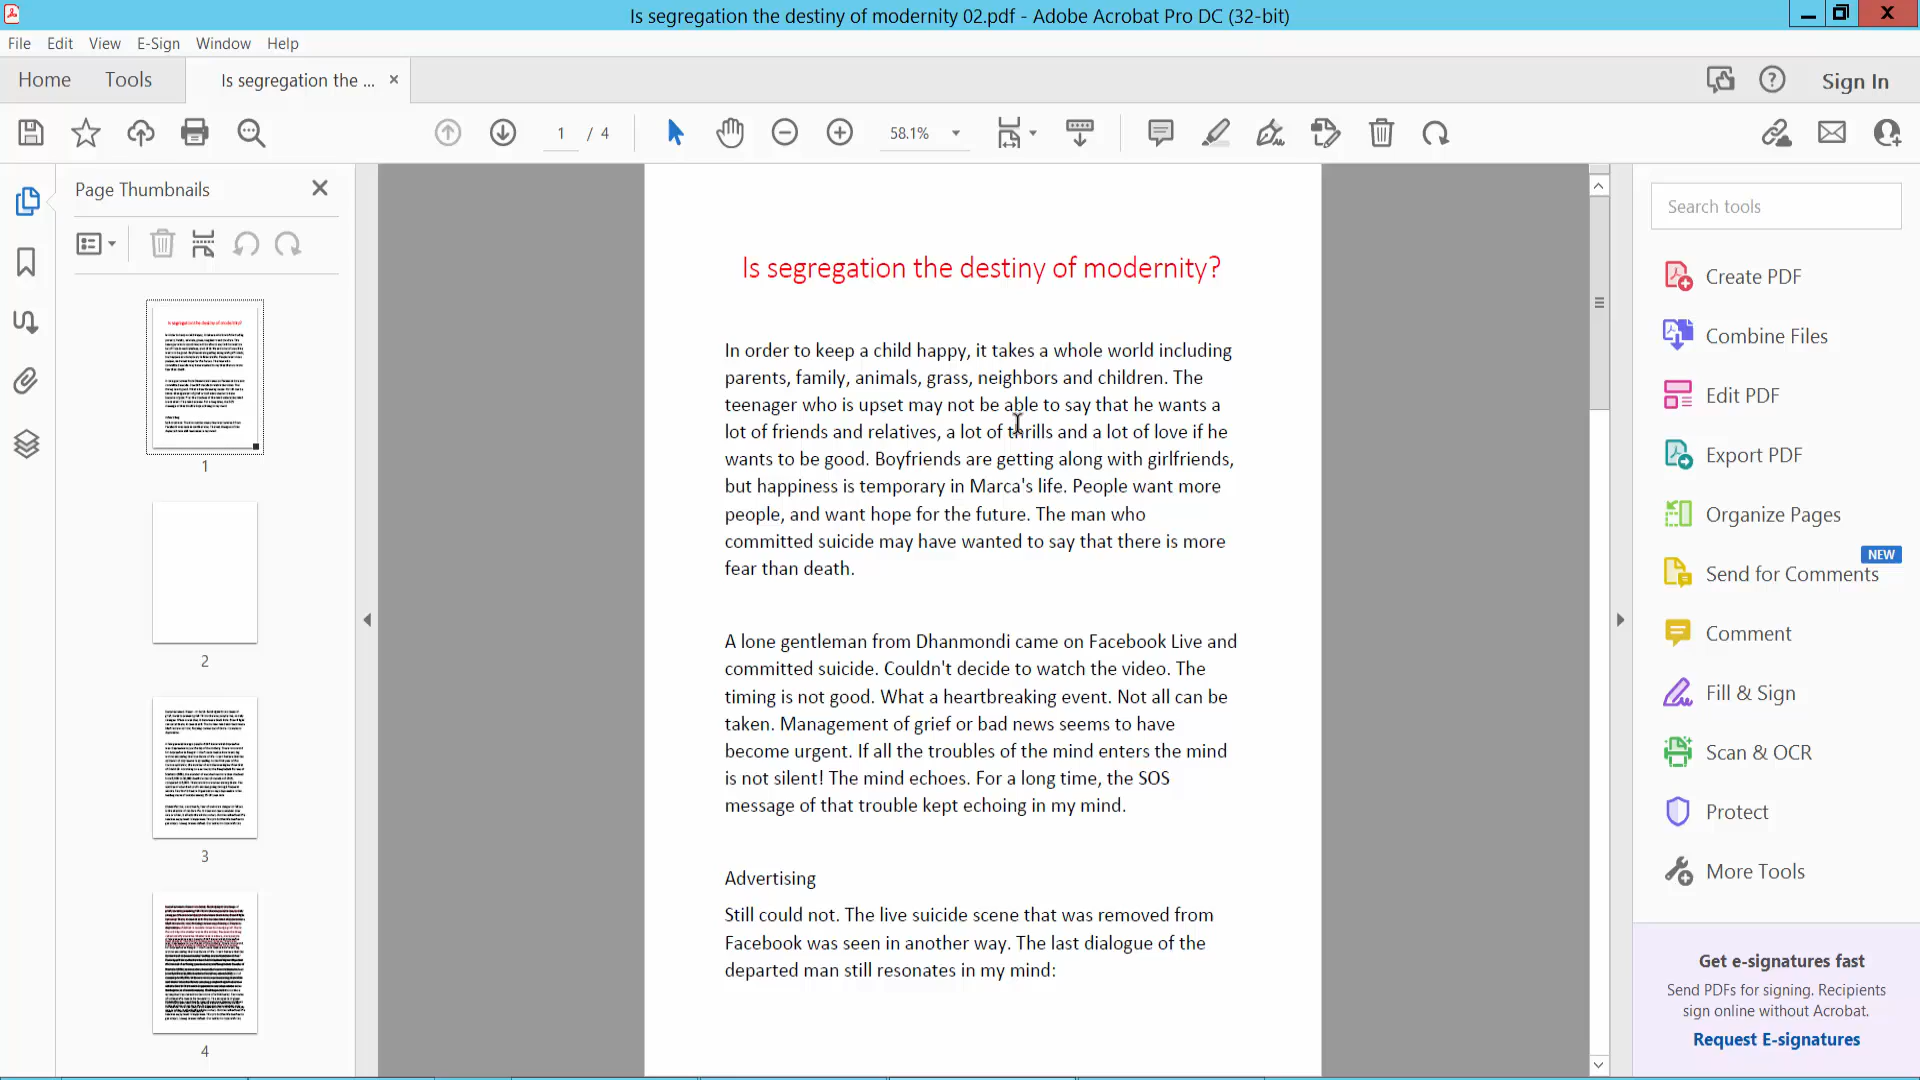 Is segregation the destiny of modernity 02.pdf - Adobe Acrobat Pro DC (32-bit)
File Edit View E-Sign Window Help
Home Tools Is segregation the ... Sign In
1 / 4 58.1%
Page Thumbnails
1
2
3
4
Is segregation the destiny of modernity?
In order to keep a child happy, it takes a whole world including
parents, family, animals, grass, neighbors and children. The
teenager who is upset may not be able to say that he wants a
lot of friends and relatives, a lot of thrills and a lot of love if he
wants to be good. Boyfriends are getting along with girlfriends,
but happiness is temporary in Marca's life. People want more
people, and want hope for the future. The man who
committed suicide may have wanted to say that there is more
fear than death.
A lone gentleman from Dhanmondi came on Facebook Live and
committed suicide. Couldn't decide to watch the video. The
timing is not good. What a heartbreaking event. Not all can be
taken. Management of grief or bad news seems to have
become urgent. If all the troubles of the mind enters the mind
is not silent! The mind echoes. For a long time, the SOS
message of that trouble kept echoing in my mind.
Advertising
Still could not. The live suicide scene that was removed from
Facebook was seen in another way. The last dialogue of the
departed man still resonates in my mind:
Search tools
Create PDF
Combine Files
Edit PDF
Export PDF
Organize Pages
NEW
Send for Comments
Comment
Fill & Sign
Scan & OCR
Protect
More Tools
Get e-signatures fast
Send PDFs for signing. Recipients
sign online without Acrobat.
Request E-signatures